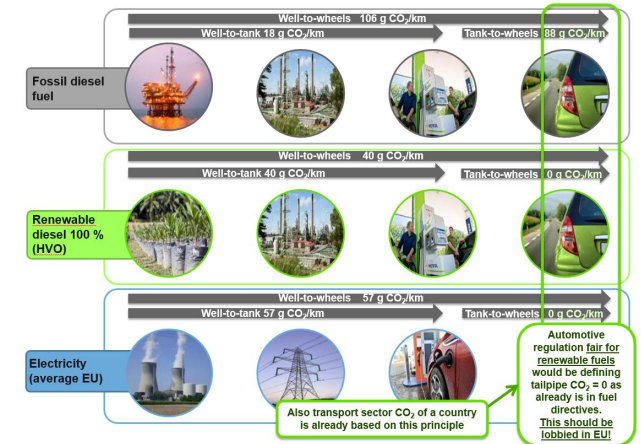 Well-to-wheels 106 g CO₂/km
Well-to-tank 18 g CO₂/km
Tank-to-wheels 88 g CO₂/km
Fossil diesel
fuel
Well-to-wheels 40 g CO₂/km
Well-to-tank 40 g CO₂/km
Tank-to-wheels 0 g CO₂/km
Renewable
diesel 100 %
(HVO)
Well-to-wheels 57 g CO₂/km
Well-to-tank 57 g CO₂/km
Tank-to-wheels 0 g CO₂/km
Electricity
(average EU)
Also transport sector CO₂ of a country
is already based on this principle
Automotive
regulation fair for
renewable fuels
would be defining
tailpipe CO₂ = 0 as
already is in fuel
directives.
This should be
lobbied in EU!